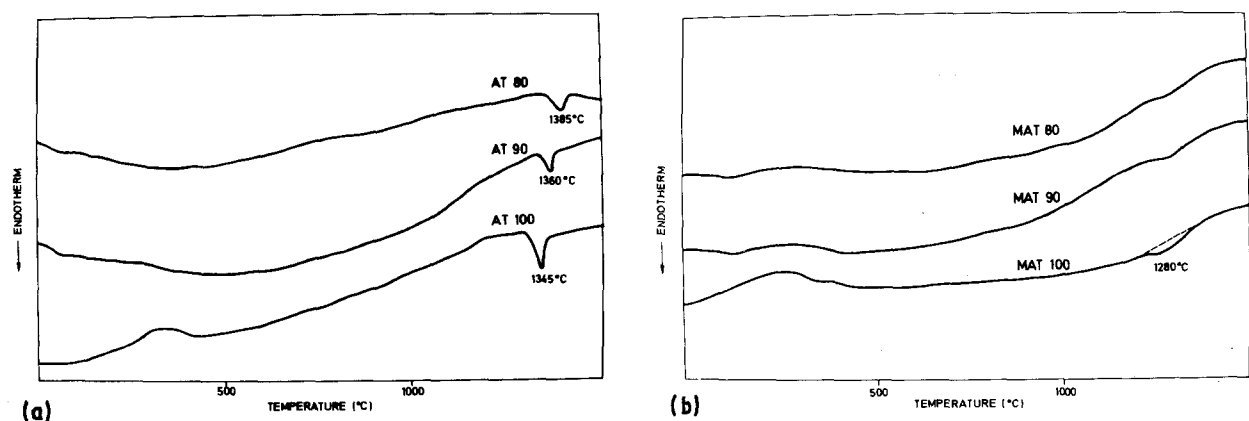 AT 80
1385°C
AT 90
1360°C
AT 100
1345°C
← ENDOTHERM
500
1000
TEMPERATURE (°C)
(a)
MAT 80
MAT 90
MAT 100
1280°C
← ENDOTHERM
500
1000
TEMPERATURE (°C)
(b)